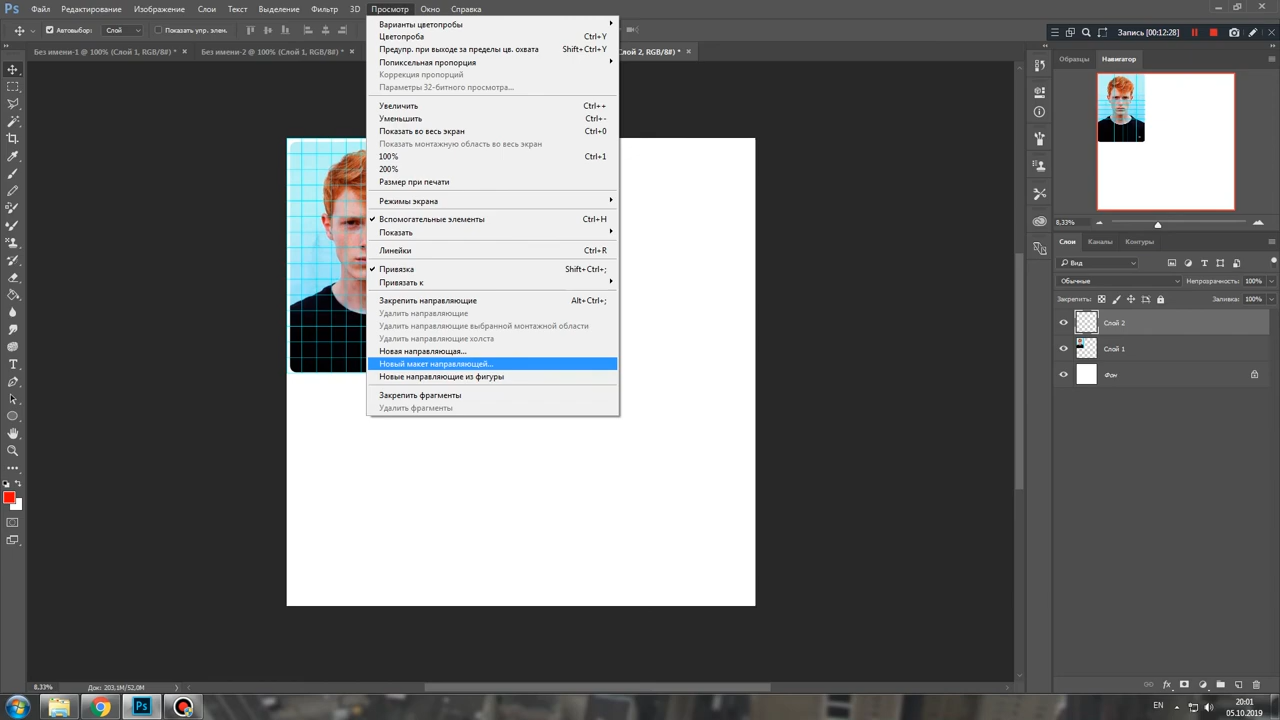 Ps Файл Редактирование Изображение Слои Текст Выделение Фильтр 3D Просмотр Окно Справка
Автовыбор: Слой Показать упр. элем.
Запись [00:12:28]
Без имени-1 @ 100% (Слой 1, RGB/8#) * × Без имени-2 @ 100% (Слой 1, RGB/8#) * × Слой 2, RGB/8#) * ×
Варианты цветопробы
Цветопроба Ctrl+Y
Предупр. при выходе за пределы цв. охвата Shift+Ctrl+Y
Попиксельная пропорция
Коррекция пропорций
Параметры 32-битного просмотра...
Увеличить Ctrl++
Уменьшить Ctrl+-
Показать во весь экран Ctrl+0
Показать монтажную область во весь экран
100% Ctrl+1
200%
Размер при печати
Режимы экрана
Вспомогательные элементы Ctrl+H
Показать
Линейки Ctrl+R
Привязка Shift+Ctrl+;
Привязать к
Закрепить направляющие Alt+Ctrl+;
Удалить направляющие
Удалить направляющие выбранной монтажной области
Удалить направляющие холста
Новая направляющая...
Новый макет направляющей...
Новые направляющие из фигуры
Закрепить фрагменты
Удалить фрагменты
Образцы Навигатор
8.33%
Слои Каналы Контуры
Вид
Обычные Непрозрачность: 100%
Закрепить: Заливка: 100%
Слой 2
Слой 1
Фон
8.33% Док: 203,1M/52,0M
Ps
EN 20:01
05.10.2019